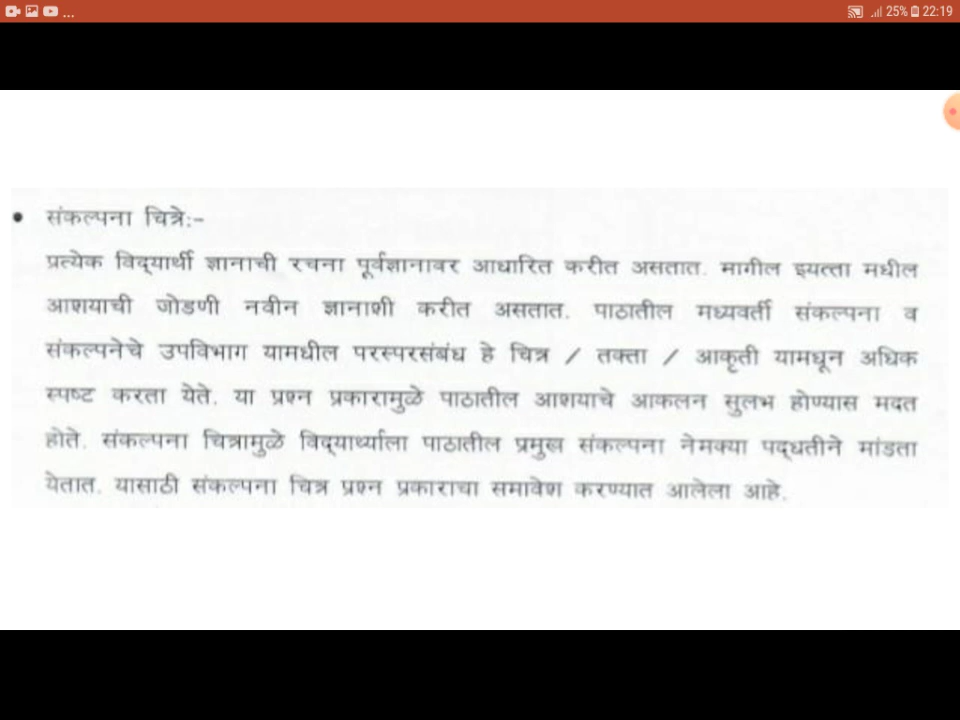 ... 25% 22:19
• संकल्पना चित्रे:-
प्रत्येक विद्‌यार्थी ज्ञानाची रचना पूर्वज्ञानावर आधारित करीत असतात. मागील इयत्ता मधील
आशयाची जोडणी नवीन ज्ञानाशी करीत असतात. पाठातील मध्यवर्ती संकल्पना व
संकल्पनेचे उपविभाग यामधील परस्परसंबंध हे चित्र / तक्ता / आकृती यामधून अधिक
स्पष्ट करता येते. या प्रश्न प्रकारामुळे पाठातील आशयाचे आकलन सुलभ होण्यास मदत
होते. संकल्पना चित्रामुळे विद्‌यार्थ्याला पाठातील प्रमुख संकल्पना नेमक्या पद्धतीने मांडता
येतात. यासाठी संकल्पना चित्र प्रश्न प्रकाराचा समावेश करण्यात आलेला आहे.